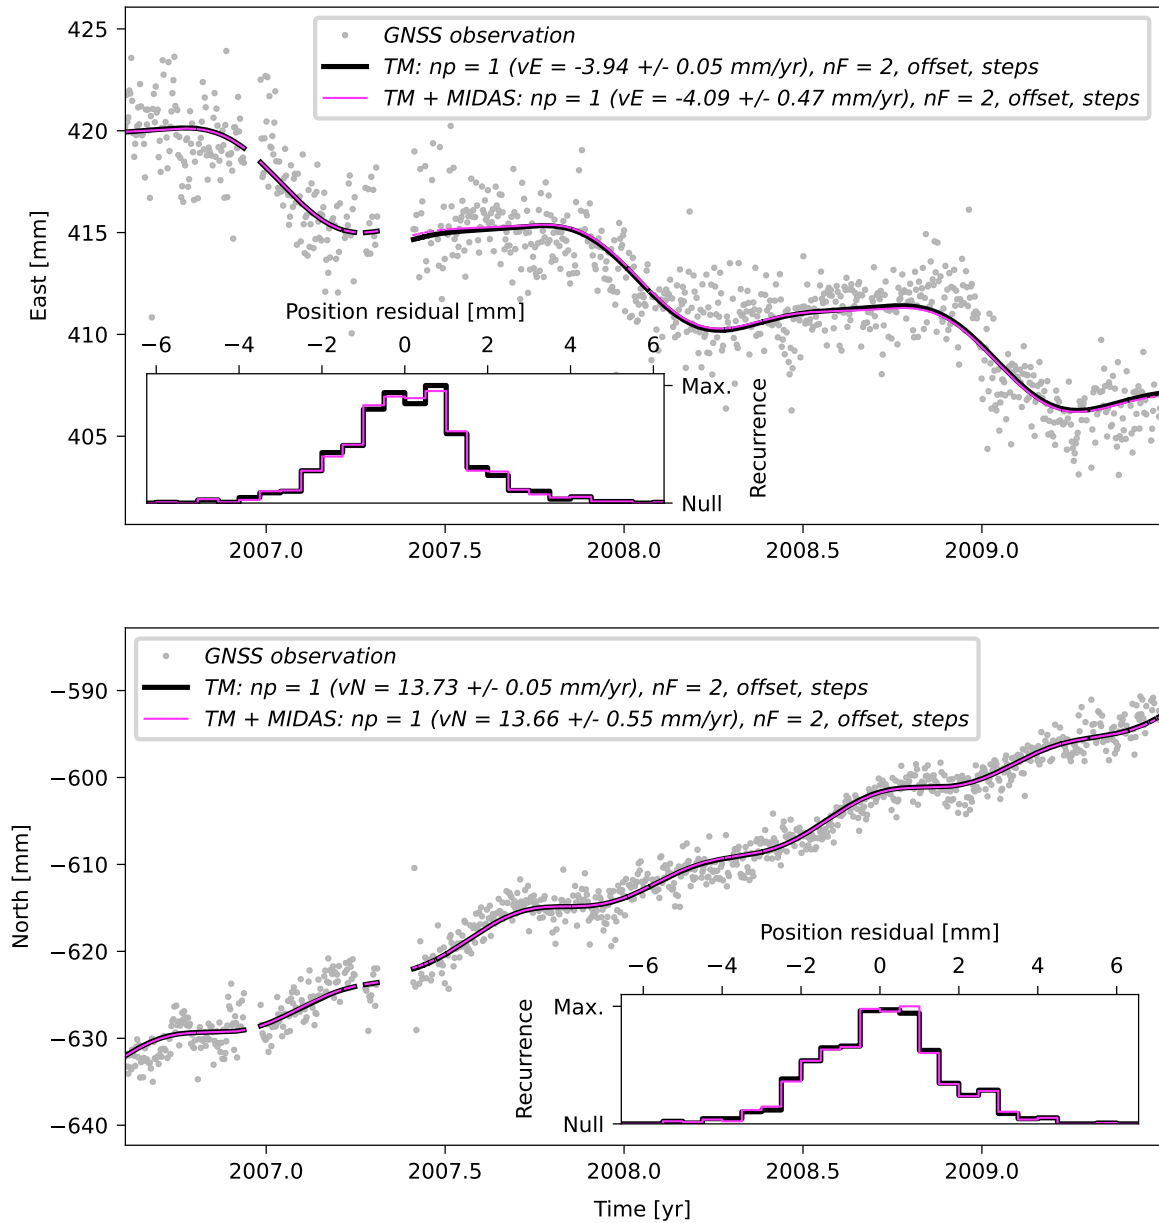 425
420
415
410
405
East [mm]
GNSS observation
TM: np = 1 (vE = -3.94 +/- 0.05 mm/yr), nF = 2, offset, steps
TM + MIDAS: np = 1 (vE = -4.09 +/- 0.47 mm/yr), nF = 2, offset, steps
Position residual [mm]
−6 −4 −2 0 2 4 6
Max.
Null
Recurrence
2007.0 2007.5 2008.0 2008.5 2009.0
−590
−600
−610
−620
−630
−640
North [mm]
GNSS observation
TM: np = 1 (vN = 13.73 +/- 0.05 mm/yr), nF = 2, offset, steps
TM + MIDAS: np = 1 (vN = 13.66 +/- 0.55 mm/yr), nF = 2, offset, steps
Position residual [mm]
−6 −4 −2 0 2 4 6
Max.
Null
Recurrence
2007.0 2007.5 2008.0 2008.5 2009.0
Time [yr]